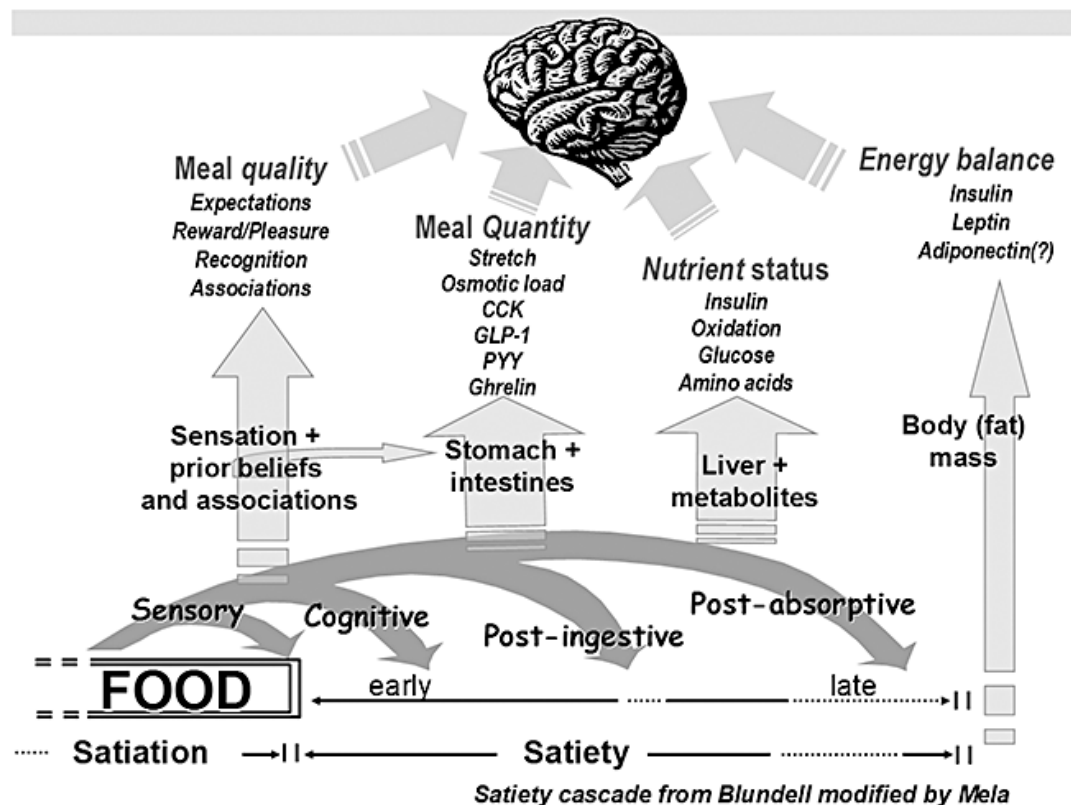 Meal quality
Expectations
Reward/Pleasure
Recognition
Associations
Meal Quantity
Stretch
Osmotic load
CCK
GLP-1
PYY
Ghrelin
Nutrient status
Insulin
Oxidation
Glucose
Amino acids
Energy balance
Insulin
Leptin
Adiponectin(?)
Sensation +
prior beliefs
and associations
Stomach +
intestines
Liver +
metabolites
Body (fat)
mass
Sensory
Cognitive
Post-ingestive
Post-absorptive
FOOD
early
late
Satiation
Satiety
Satiety cascade from Blundell modified by Mela